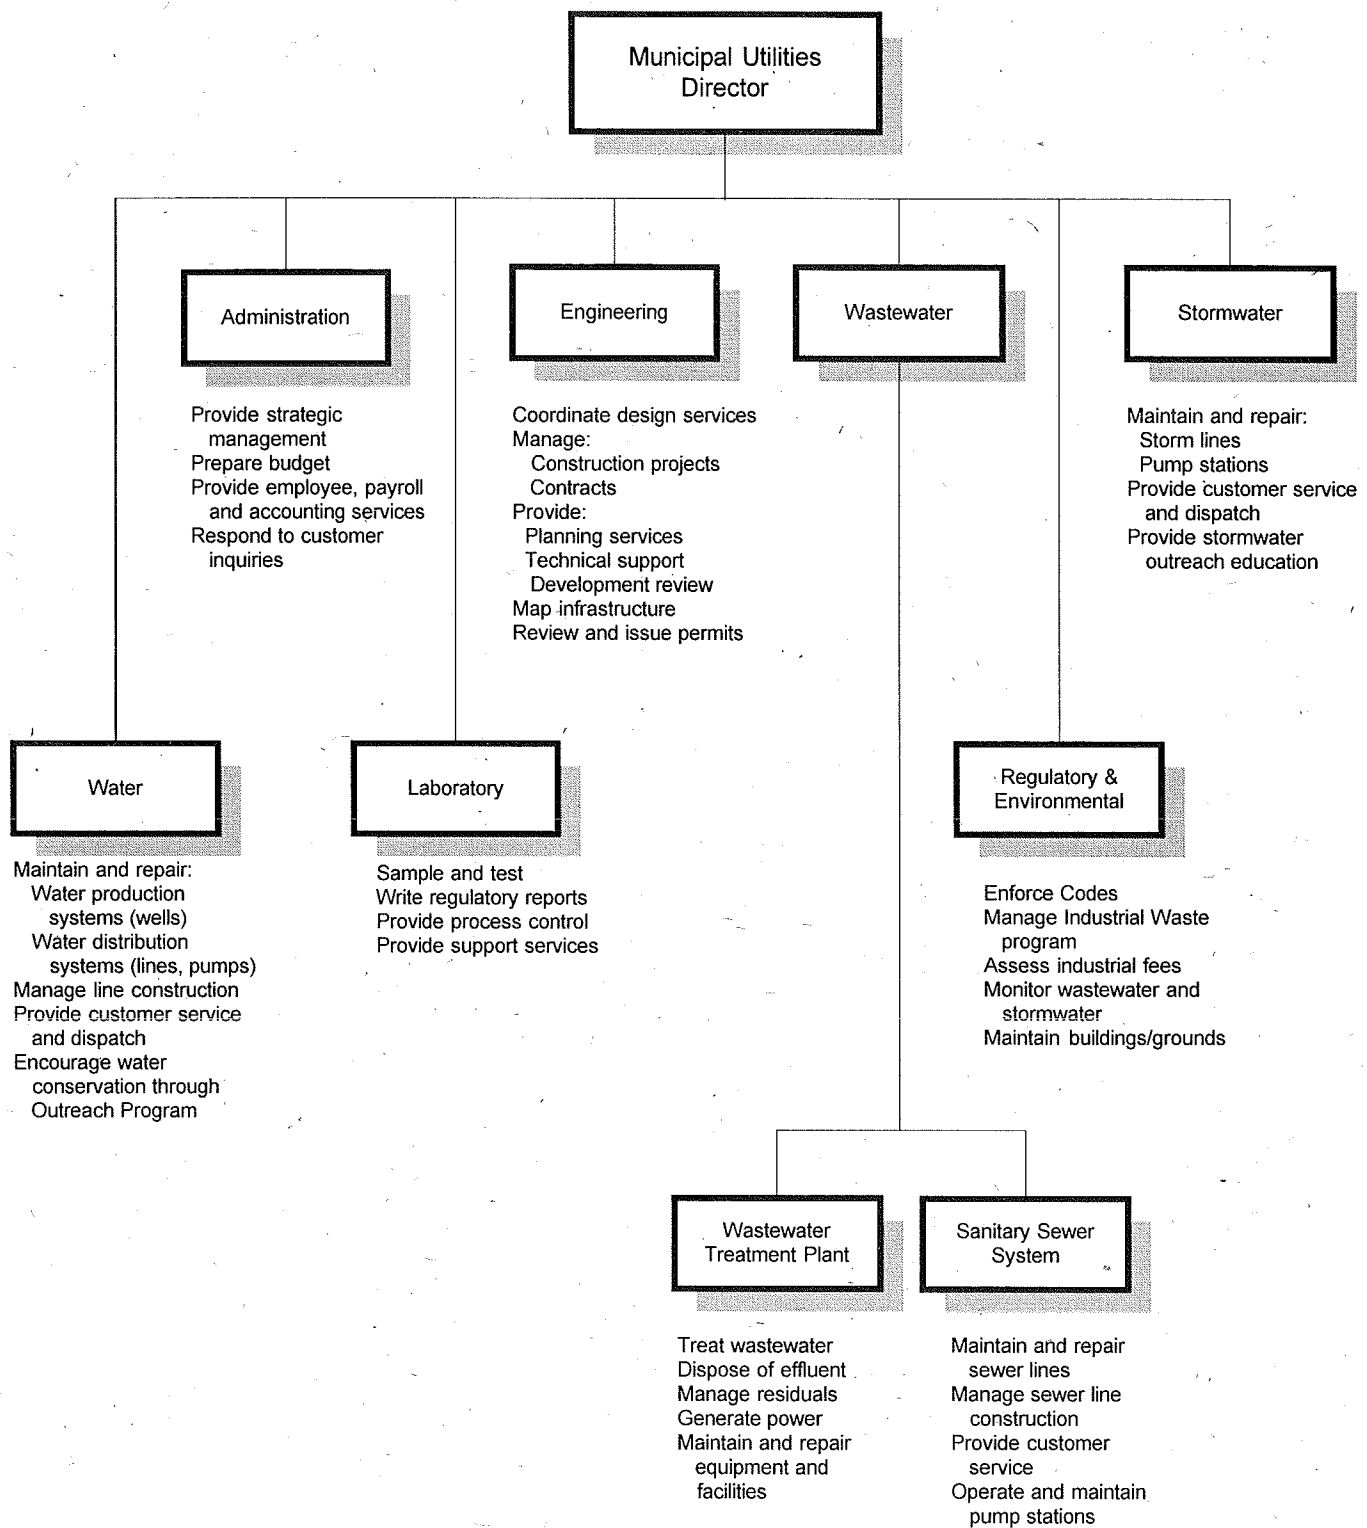 Municipal Utilities
Director
Administration
Provide strategic
management
Prepare budget
Provide employee, payroll
and accounting services
Respond to customer
inquiries
Engineering
Coordinate design services
Manage:
Construction projects
Contracts
Provide:
Planning services
Technical support
Development review
Map infrastructure
Review and issue permits
Wastewater
Stormwater
Maintain and repair:
Storm lines
Pump stations
Provide customer service
and dispatch
Provide stormwater
outreach education
Water
Maintain and repair:
Water production
systems (wells)
Water distribution
systems (lines, pumps)
Manage line construction
Provide customer service
and dispatch
Encourage water
conservation through
Outreach Program
Laboratory
Sample and test
Write regulatory reports
Provide process control
Provide support services
Regulatory &
Environmental
Enforce Codes
Manage Industrial Waste
program
Assess industrial fees
Monitor wastewater and
stormwater
Maintain buildings/grounds
Wastewater
Treatment Plant
Treat wastewater
Dispose of effluent
Manage residuals
Generate power
Maintain and repair
equipment and
facilities
Sanitary Sewer
System
Maintain and repair
sewer lines
Manage sewer line
construction
Provide customer
service
Operate and maintain
pump stations